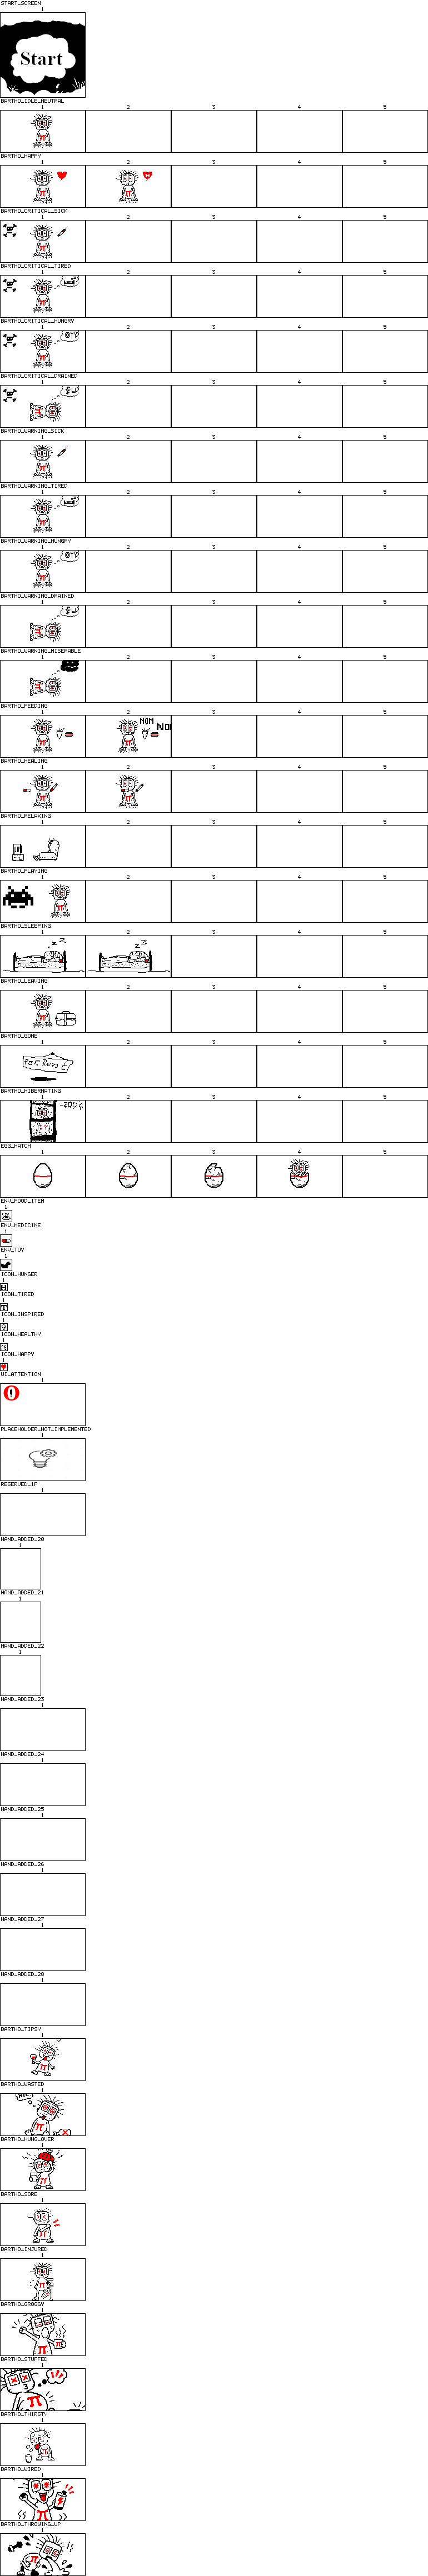 START_SCREEN
1
Start
BARTHO_IDLE_NEUTRAL
1 2 3 4 5
BARTHO_HAPPY
1 2 3 4 5
BARTHO_CRITICAL_SICK
1 2 3 4 5
BARTHO_CRITICAL_TIRED
1 2 3 4 5
BARTHO_CRITICAL_HUNGRY
1 2 3 4 5
BARTHO_CRITICAL_DRAINED
1 2 3 4 5
BARTHO_WARNING_SICK
1 2 3 4 5
BARTHO_WARNING_TIRED
1 2 3 4 5
BARTHO_WARNING_HUNGRY
1 2 3 4 5
BARTHO_WARNING_DRAINED
1 2 3 4 5
BARTHO_WARNING_MISERABLE
1 2 3 4 5
BARTHO_FEEDING
1 2 3 4 5
NOM
BARTHO_HEALING
1 2 3 4 5
BARTHO_RELAXING
1 2 3 4 5
BARTHO_PLAYING
1 2 3 4 5
BARTHO_SLEEPING
1 2 3 4 5
z Z z Z
BARTHO_LEAVING
1 2 3 4 5
BARTHO_GONE
1 2 3 4 5
For Rent
BARTHO_HIBERNATING
1 2 3 4 5
EGG_HATCH
1 2 3 4 5
ENV_FOOD_ITEM
1
ENV_MEDICINE
1
ENV_TOY
1
ICON_HUNGER
1
H
ICON_TIRED
1
T
ICON_INSPIRED
1
ICON_HEALTHY
1
ICON_HAPPY
1
UI_ATTENTION
1
!
PLACEHOLDER_NOT_IMPLEMENTED
1
RESERVED_1F
1
HAND_ADDED_20
1
HAND_ADDED_21
1
HAND_ADDED_22
1
HAND_ADDED_23
1
HAND_ADDED_24
1
HAND_ADDED_25
1
HAND_ADDED_26
1
HAND_ADDED_27
1
HAND_ADDED_28
1
BARTHO_TIPSY
1
BARTHO_WASTED
1
BARTHO_HUNG_OVER
1
BARTHO_SORE
1
BARTHO_INJURED
1
BARTHO_GROGGY
1
BARTHO_STUFFED
1
BARTHO_THIRSTY
1
BARTHO_WIRED
1
BARTHO_THROWING_UP
1